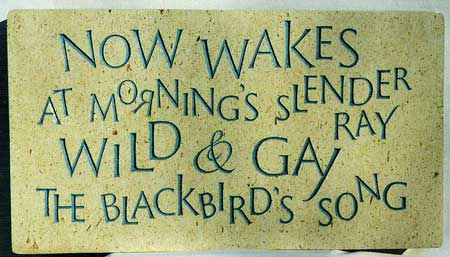 NOW WAKES
AT MORNING'S SLENDER
RAY
WILD & GAY
THE BLACKBIRD'S SONG